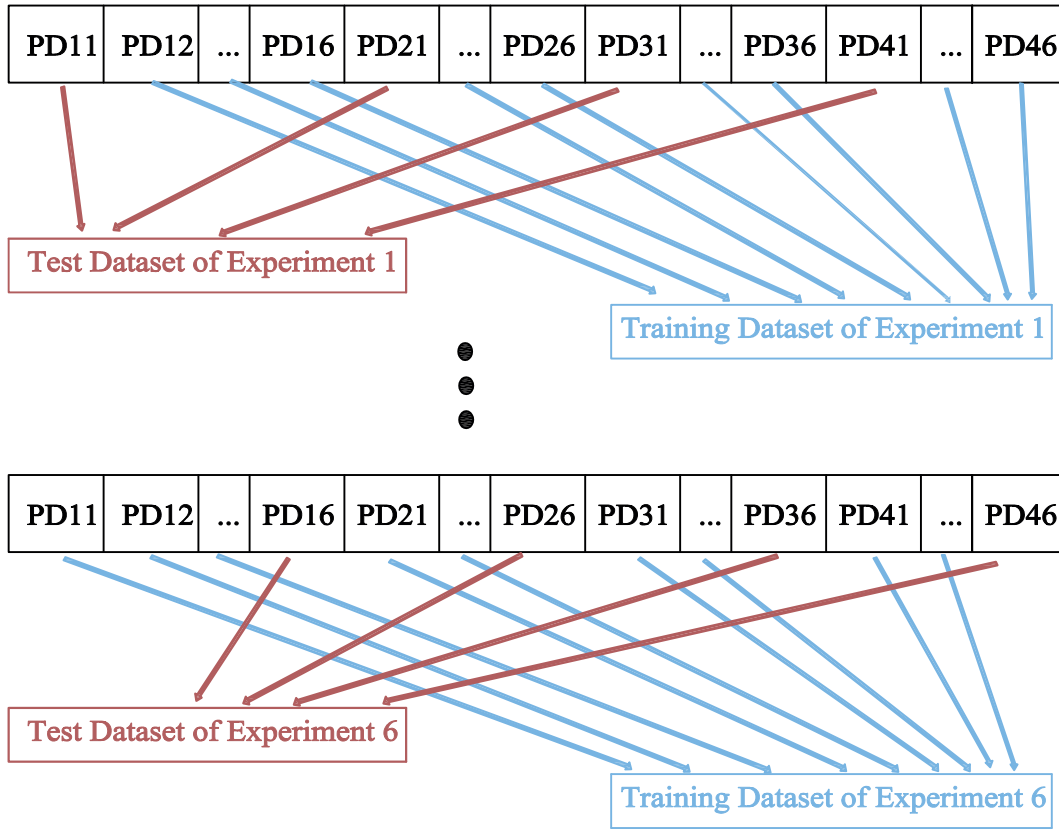 PD11 PD12 ... PD16 PD21 ... PD26 PD31 ... PD36 PD41 ... PD46
Test Dataset of Experiment 1
Training Dataset of Experiment 1
PD11 PD12 ... PD16 PD21 ... PD26 PD31 ... PD36 PD41 ... PD46
Test Dataset of Experiment 6
Training Dataset of Experiment 6